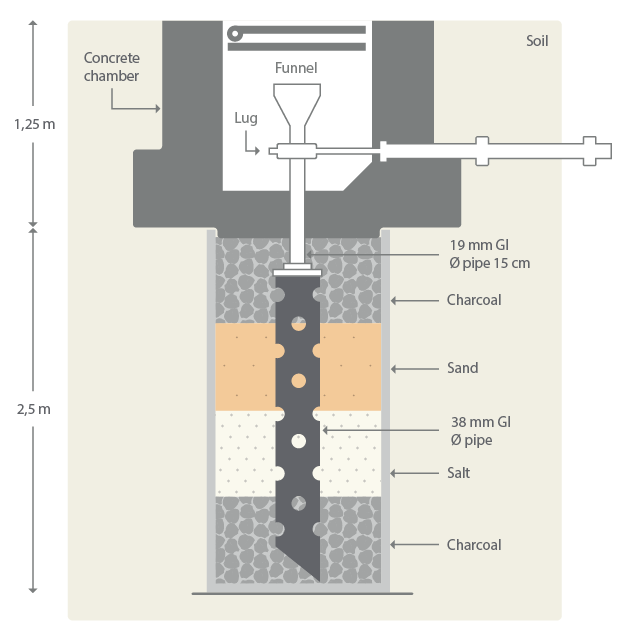 Soil
Concrete
chamber
Funnel
Lug
1,25 m
19 mm GI
Ø pipe 15 cm
Charcoal
Sand
2,5 m
38 mm GI
Ø pipe
Salt
Charcoal